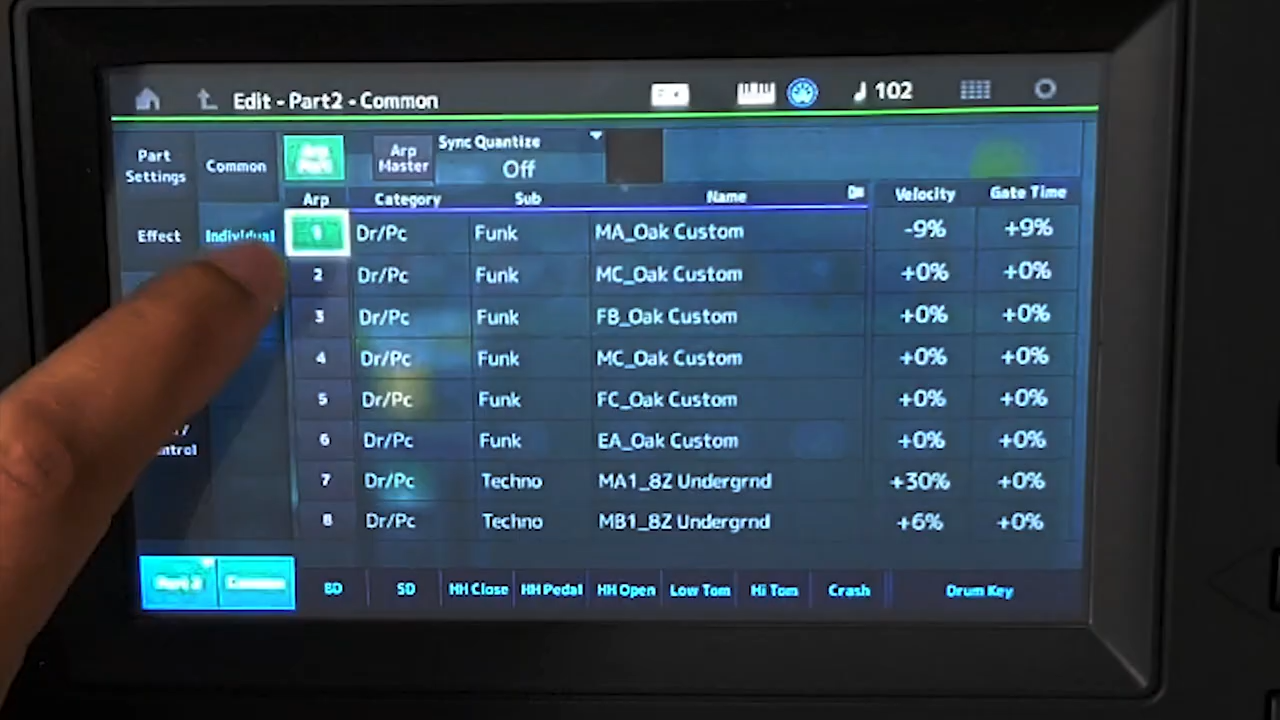 Edit - Part2 - Common
102
Part Settings
Common
Arp Master
Sync Quantize
Off
Arp Category Sub Name Velocity Gate Time
Effect
Individual
Dr/Pc Funk MA_Oak Custom -9% +9%
2 Dr/Pc Funk MC_Oak Custom +0% +0%
3 Dr/Pc Funk FB_Oak Custom +0% +0%
4 Dr/Pc Funk MC_Oak Custom +0% +0%
5 Dr/Pc Funk FC_Oak Custom +0% +0%
6 Dr/Pc Funk EA_Oak Custom +0% +0%
7 Dr/Pc Techno MA1_8Z Undergrnd +30% +0%
8 Dr/Pc Techno MB1_8Z Undergrnd +6% +0%
Common BD SD HH Close HH Pedal HH Open Low Tom Hi Tom Crash Drum Key